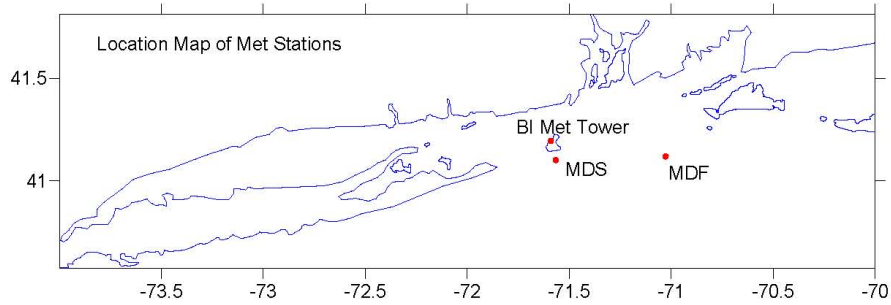 Location Map of Met Stations
41.5
BI Met Tower
MDS
MDF
41
-73.5 -73 -72.5 -72 -71.5 -71 -70.5 -70